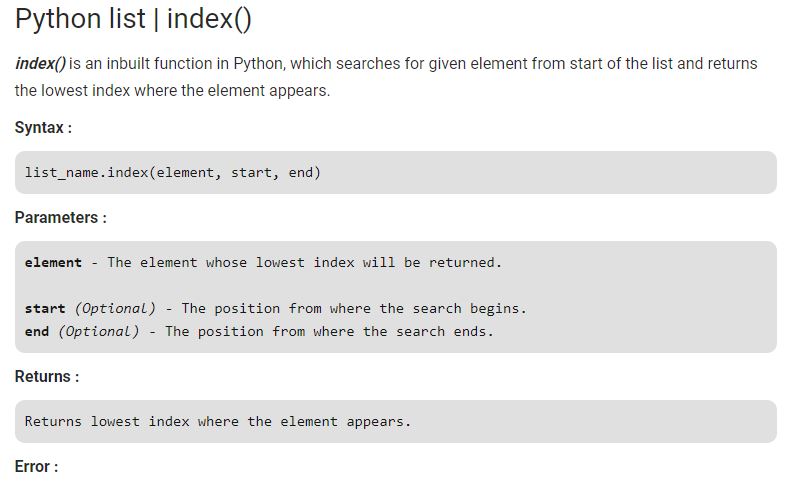 Python list | index()
index() is an inbuilt function in Python, which searches for given element from start of the list and returns
the lowest index where the element appears.
Syntax :
list_name.index(element, start, end)
Parameters :
element - The element whose lowest index will be returned.
start (Optional) - The position from where the search begins.
end (Optional) - The position from where the search ends.
Returns :
Returns lowest index where the element appears.
Error :